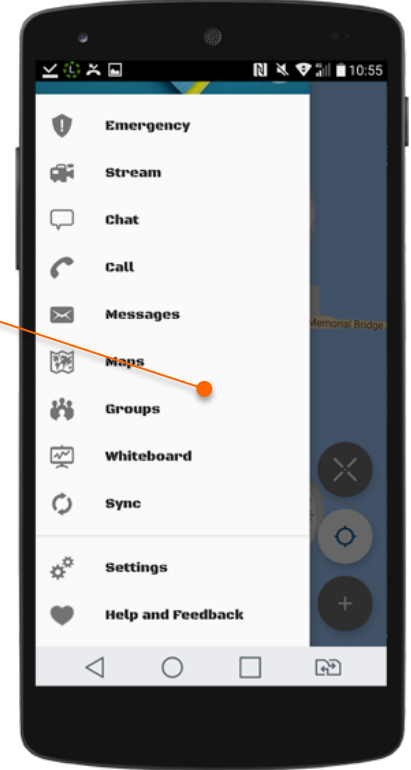 10:55
Emergency
Stream
Chat
Call
Messages
Memorial Bridge
Maps
Groups
Whiteboard
Sync
Settings
Help and Feedback